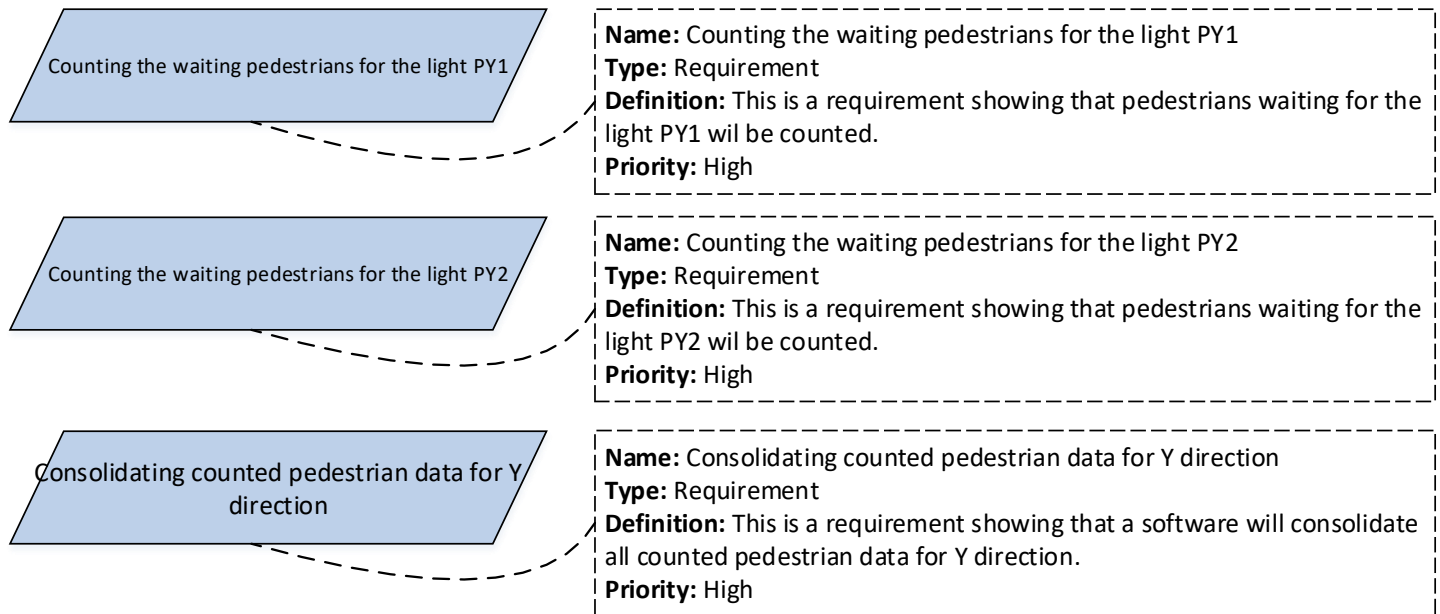 Counting the waiting pedestrians for the light PY1
Name: Counting the waiting pedestrians for the light PY1
Type: Requirement
Definition: This is a requirement showing that pedestrians waiting for the
light PY1 wil be counted.
Priority: High
Counting the waiting pedestrians for the light PY2
Name: Counting the waiting pedestrians for the light PY2
Type: Requirement
Definition: This is a requirement showing that pedestrians waiting for the
light PY2 wil be counted.
Priority: High
Consolidating counted pedestrian data for Y
direction
Name: Consolidating counted pedestrian data for Y direction
Type: Requirement
Definition: This is a requirement showing that a software will consolidate
all counted pedestrian data for Y direction.
Priority: High